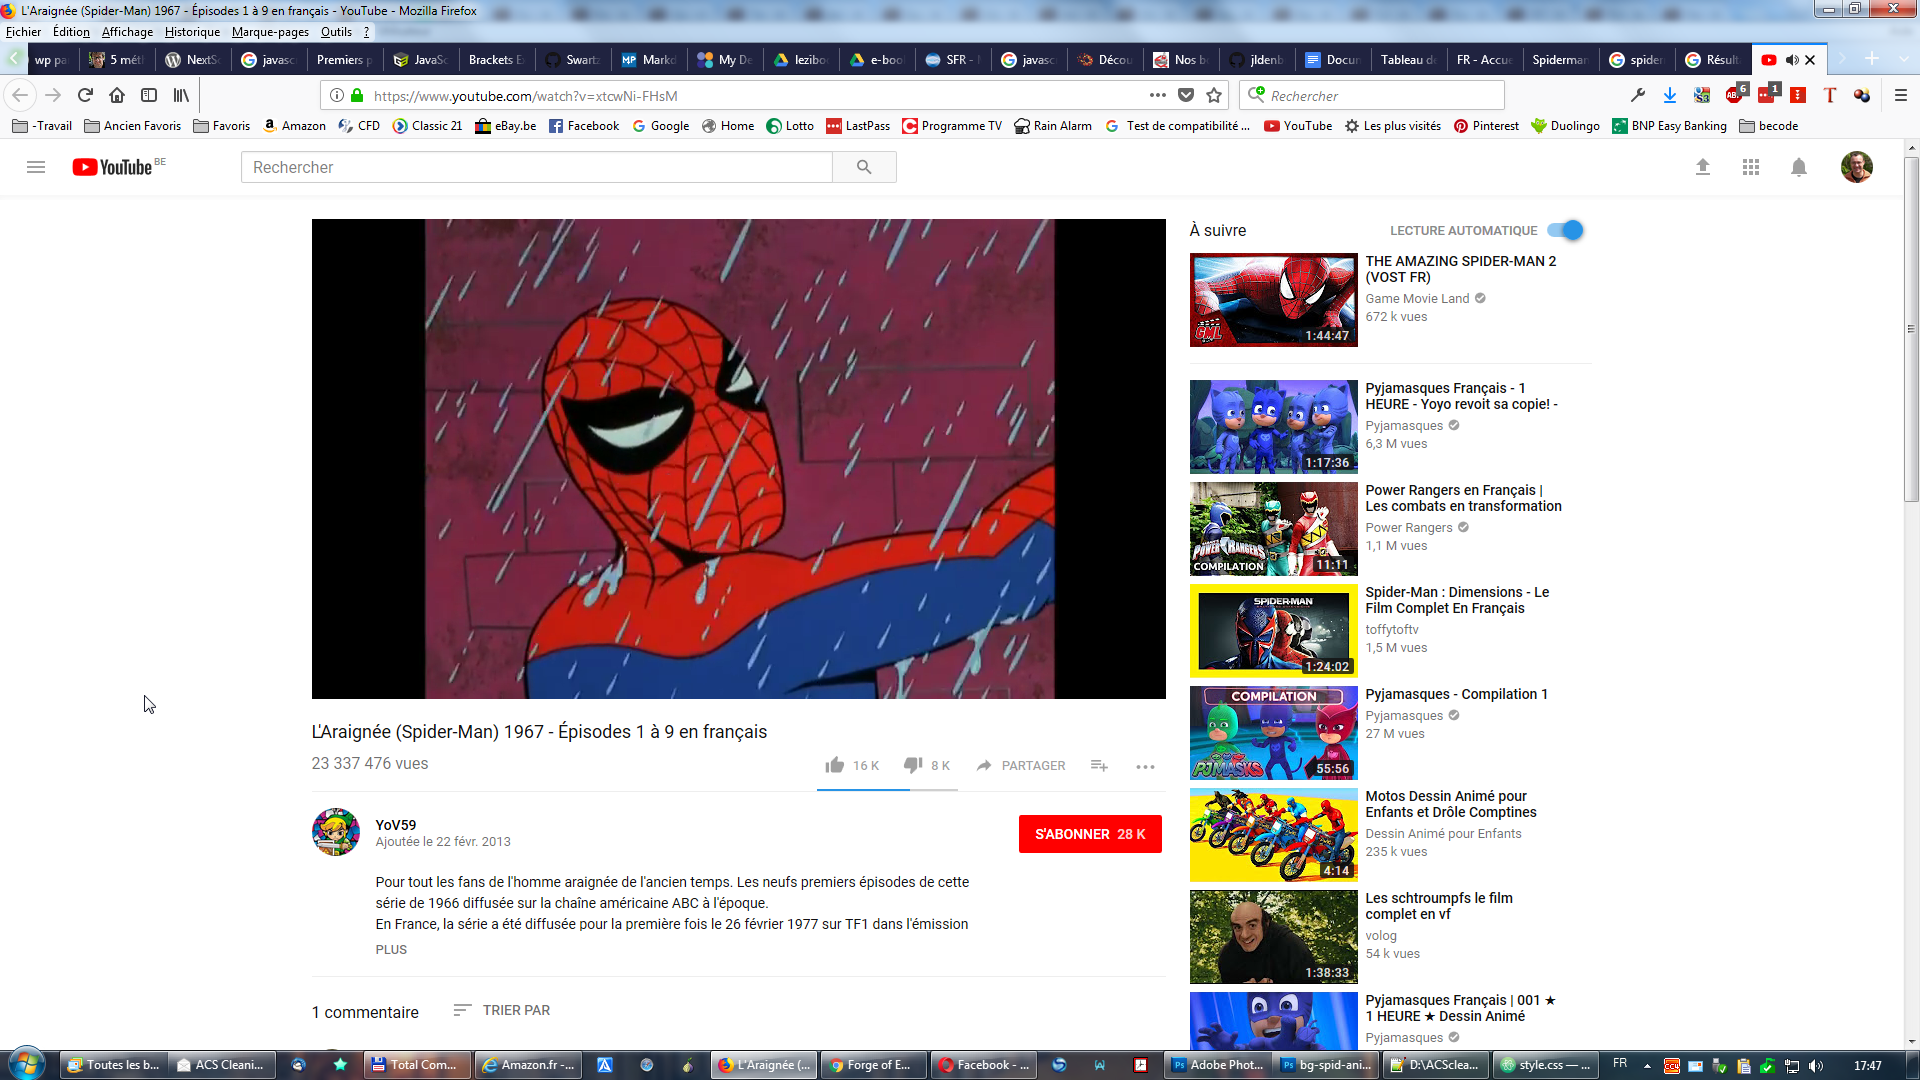 L'Araignée (Spider-Man) 1967 - Épisodes 1 à 9 en français - YouTube - Mozilla Firefox
Fichier Édition Affichage Historique Marque-pages Outils ?
wp pa 5 mét NextS javasc Premiers p JavaSc Brackets E Swartz Markd My De lezibo e-boo SFR - javasc Décou Nos b jldenb Docun Tableau de FR - Accue Spiderman spider Résult
https://www.youtube.com/watch?v=xtcwNi-FHsM
Rechercher
6 1
-Travail Ancien Favoris Favoris Amazon CFD Classic 21 eBay.be Facebook Google Home Lotto LastPass Programme TV Rain Alarm Test de compatibilité ... YouTube Les plus visités Pinterest Duolingo BNP Easy Banking becode
YouTube BE
Rechercher
L'Araignée (Spider-Man) 1967 - Épisodes 1 à 9 en français
23 337 476 vues
16 K 8 K PARTAGER
YoV59
Ajoutée le 22 févr. 2013
S'ABONNER 28 K
Pour tout les fans de l'homme araignée de l'ancien temps. Les neufs premiers épisodes de cette
série de 1966 diffusée sur la chaîne américaine ABC à l'époque.
En France, la série a été diffusée pour la première fois le 26 février 1977 sur TF1 dans l'émission
PLUS
1 commentaire TRIER PAR
À suivre LECTURE AUTOMATIQUE
GML
1:44:47
THE AMAZING SPIDER-MAN 2
(VOST FR)
Game Movie Land
672 k vues
1:17:36
Pyjamasques Français - 1
HEURE - Yoyo revoit sa copie! -
Pyjamasques
6,3 M vues
POWER RANGERS
COMPILATION
11:11
Power Rangers en Français |
Les combats en transformation
Power Rangers
1,1 M vues
SPIDER-MAN
1:24:02
Spider-Man : Dimensions - Le
Film Complet En Français
toffytoftv
1,5 M vues
COMPILATION
PJMASKS
55:56
Pyjamasques - Compilation 1
Pyjamasques
27 M vues
4:14
Motos Dessin Animé pour
Enfants et Drôle Comptines
Dessin Animé pour Enfants
235 k vues
1:38:33
Les schtroumpfs le film
complet en vf
volog
54 k vues
Pyjamasques Français | 001 ★
1 HEURE ★ Dessin Animé
Pyjamasques
Toutes les b... ACS Cleani... Total Com... Amazon.fr -... L'Araignée (... Forge of E... Facebook - ... Adobe Phot... bg-spid-ani... D:\ACSclea... style.css — ... FR 17:47